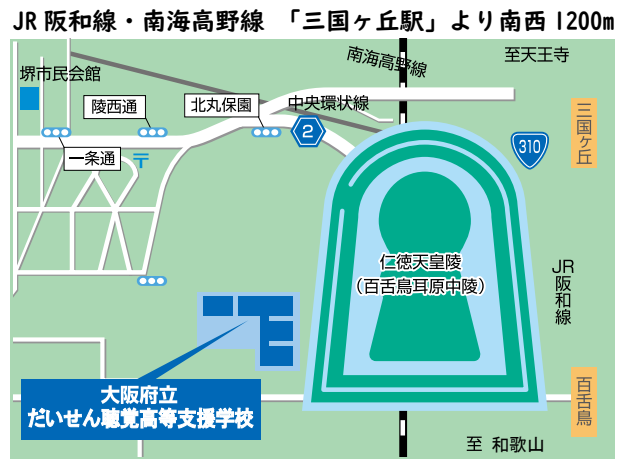 JR阪和線・南海高野線 「三国ヶ丘駅」より南西1200m
南海高野線
至天王寺
堺市民会館
陵西通
北丸保園
中央環状線
2
一条通
〒
310
三国ヶ丘
仁徳天皇陵
（百舌鳥耳原中陵）
JR阪和線
大阪府立
だいせん聴覚高等支援学校
百舌鳥
至 和歌山